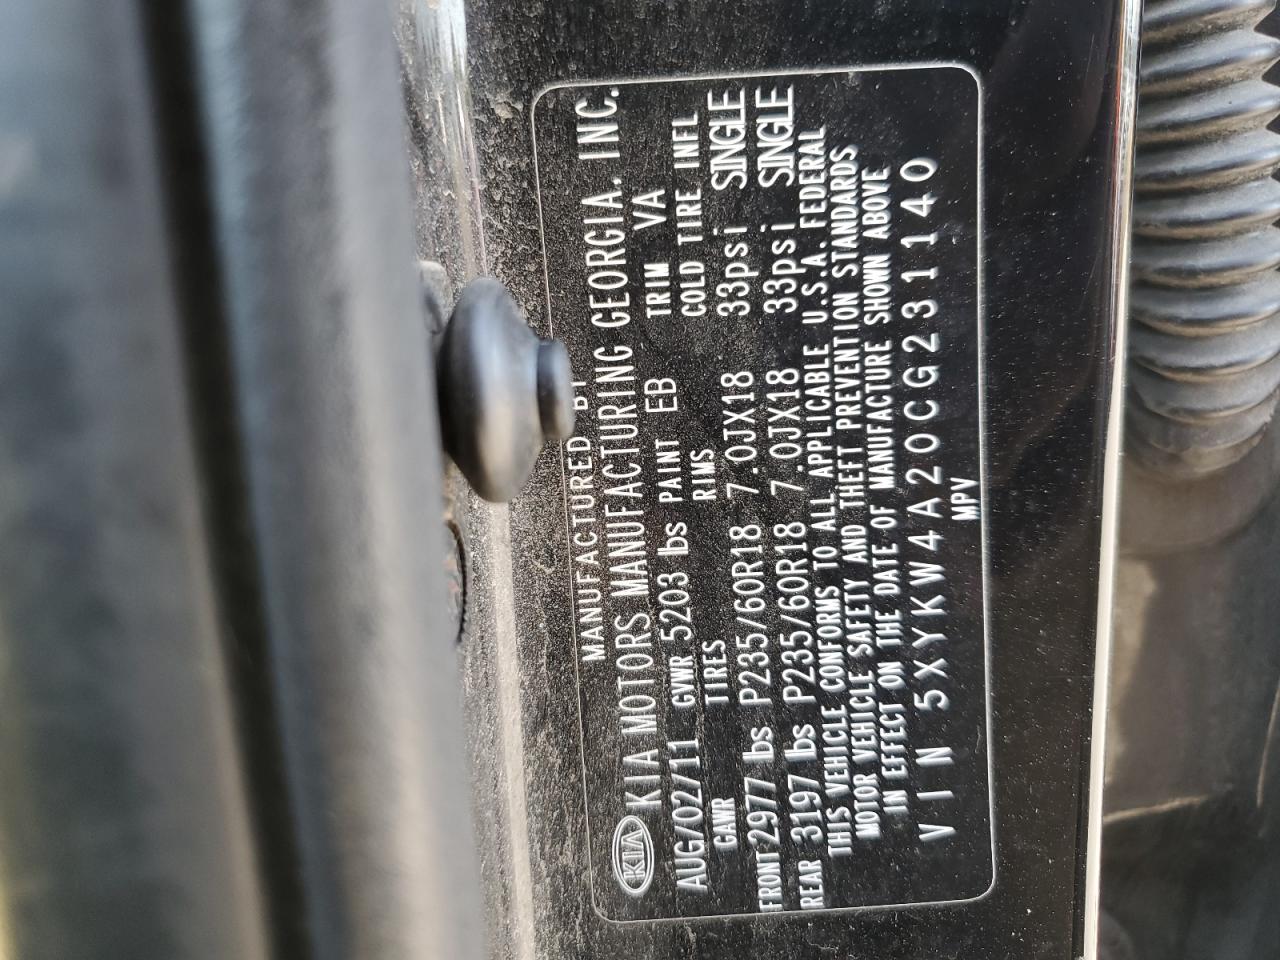 MANUFACTURED BY
KIA KIA MOTORS MANUFACTURING GEORGIA. INC.
AUG/02/11 GVWR 5203 lbs PAINT EB TRIM VA
GAWR TIRES RIMS COLD TIRE INFL
FRONT 2977 lbs P235/60R18 7.0JX18 33psi SINGLE
REAR 3197 lbs P235/60R18 7.0JX18 33psi SINGLE
THIS VEHICLE CONFORMS TO ALL APPLICABLE U.S.A. FEDERAL
MOTOR VEHICLE SAFETY AND THEFT PREVENTION STANDARDS
IN EFFECT ON THE DATE OF MANUFACTURE SHOWN ABOVE
VIN 5XYKW4A20CG231140
MPV